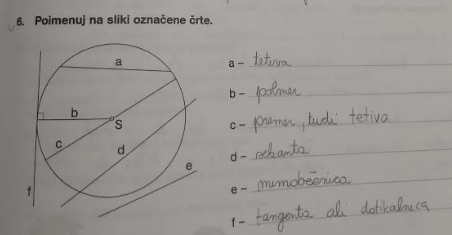 6. Poimenuj na sliki označene črte.
a
b
S
c
d
e
f
a - tetiva
b - polmer
c - premer, tudi tetiva
d - sekanta
e - mimobežnica
f - tangenta ali dotikalnica